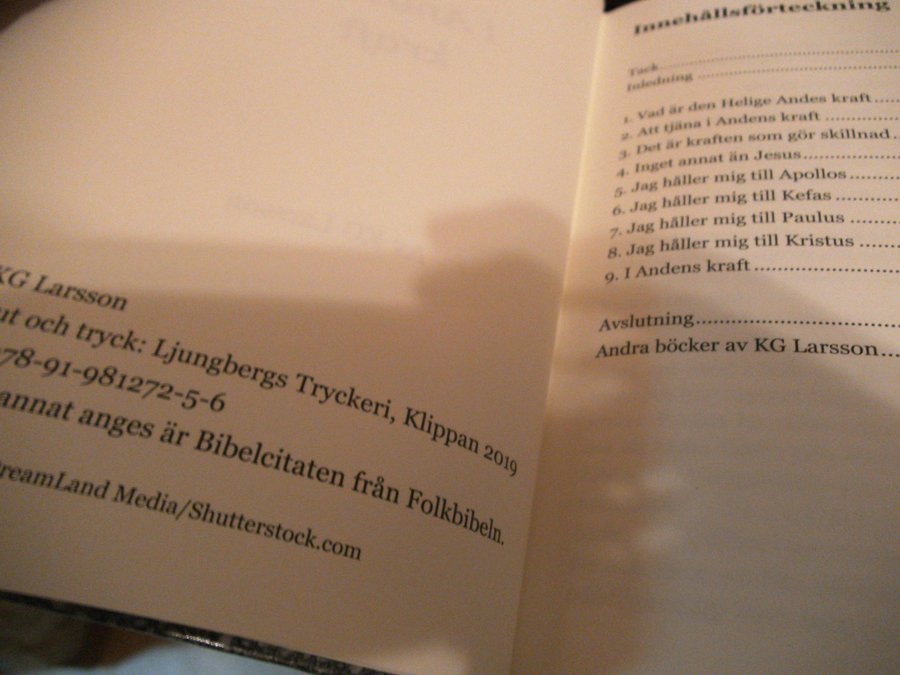 KG Larsson
ut och tryck: Ljungbergs Tryckeri, Klippan 2019
978-91-981272-5-6
annat anges är Bibelcitaten från Folkbibeln.
DreamLand Media/Shutterstock.com
Innehållsförteckning
Tack
Inledning
1. Vad är den Helige Andes kraft
2. Att tjäna i Andens kraft
3. Det är kraften som gör skillnad
4. Inget annat än Jesus
5. Jag håller mig till Apollos
6. Jag håller mig till Kefas
7. Jag håller mig till Paulus
8. Jag håller mig till Kristus
9. I Andens kraft
Avslutning
Andra böcker av KG Larsson